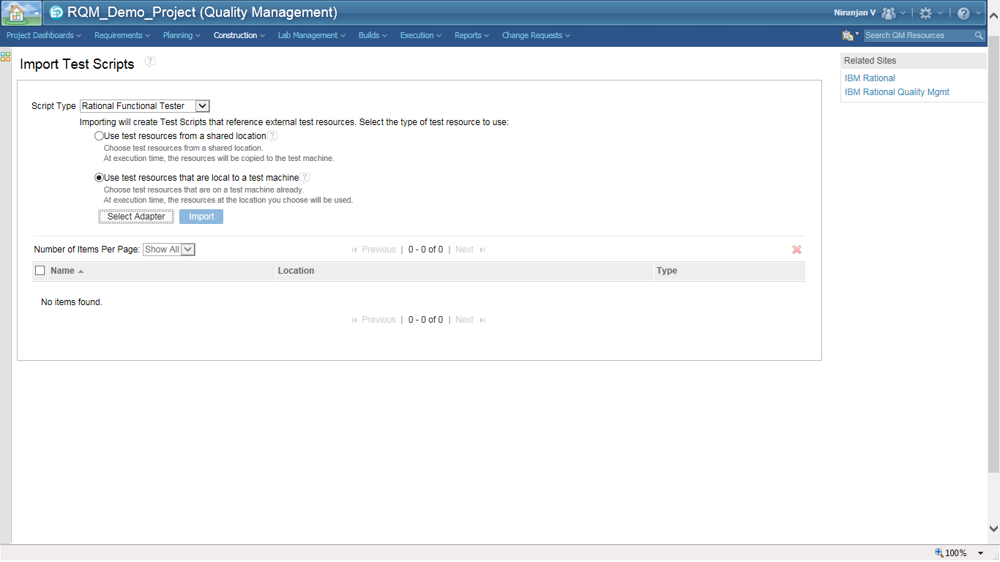 RQM_Demo_Project (Quality Management)
Niranjan V
Project Dashboards Requirements Planning Construction Lab Management Builds Execution Reports Change Requests
Search QM Resources
Import Test Scripts ?
Related Sites
IBM Rational
IBM Rational Quality Mgmt
Script Type Rational Functional Tester
Importing will create Test Scripts that reference external test resources. Select the type of test resource to use:
Use test resources from a shared location ?
Choose test resources from a shared location.
At execution time, the resources will be copied to the test machine.
Use test resources that are local to a test machine ?
Choose test resources that are on a test machine already.
At execution time, the resources at the location you choose will be used.
Select Adapter Import
Number of Items Per Page: Show All Previous | 0 - 0 of 0 | Next
Name Location Type
No items found.
Previous | 0 - 0 of 0 | Next
100%